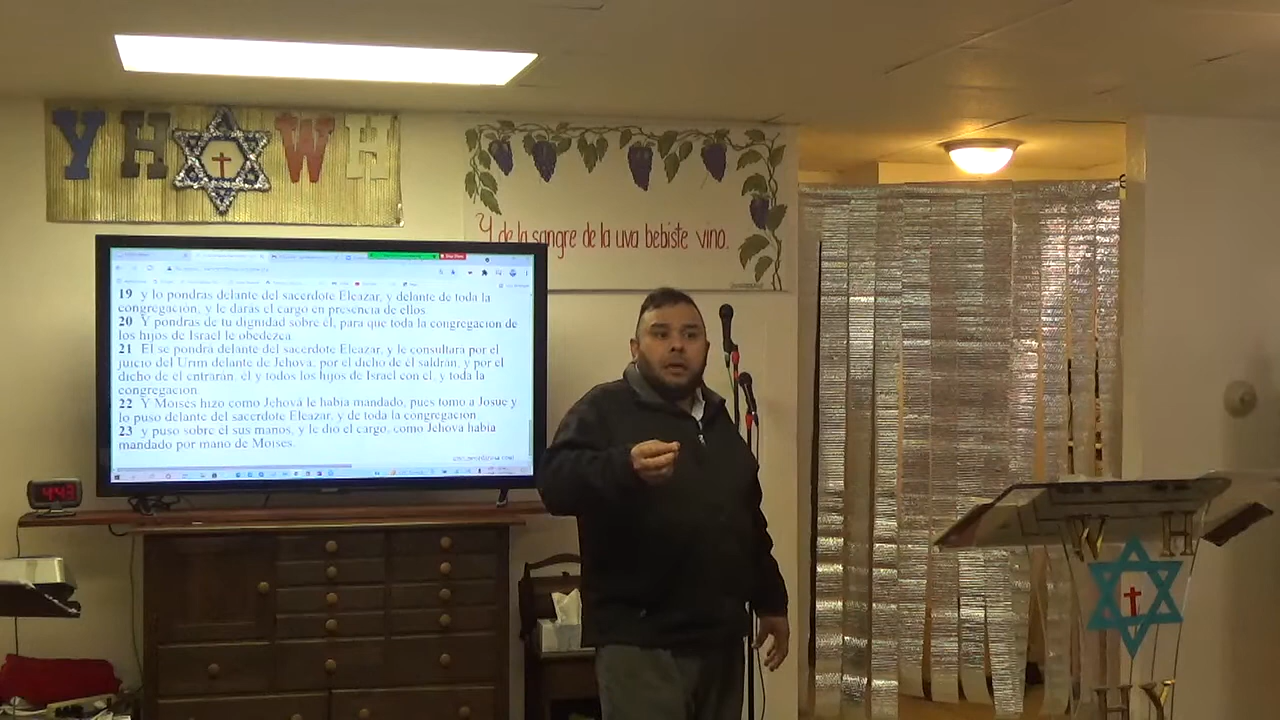 Y H W H
Y de la sangre de la uva bebiste vino.
19 y lo pondras delante del sacerdote Eleazar, y delante de toda la
congregacion, y le daras el cargo en presencia de ellos
20 Y pondras de tu dignidad sobre el, para que toda la congregacion de
los hijos de Israel le obedezca
21 El se pondra delante del sacerdote Eleazar, y le consultara por el
juicio del Urim delante de Jehova, por el dicho de el saldran, y por el
dicho de el entraran, el y todos los hijos de Israel con el, y toda la
congregacion
22 Y Moises hizo como Jehova le habia mandado, pues tomo a Josue y
lo puso delante del sacerdote Eleazar, y de toda la congregacion
23 y puso sobre el sus manos, y le dio el cargo, como Jehova habia
mandado por mano de Moises.
4:43
W H
H Y